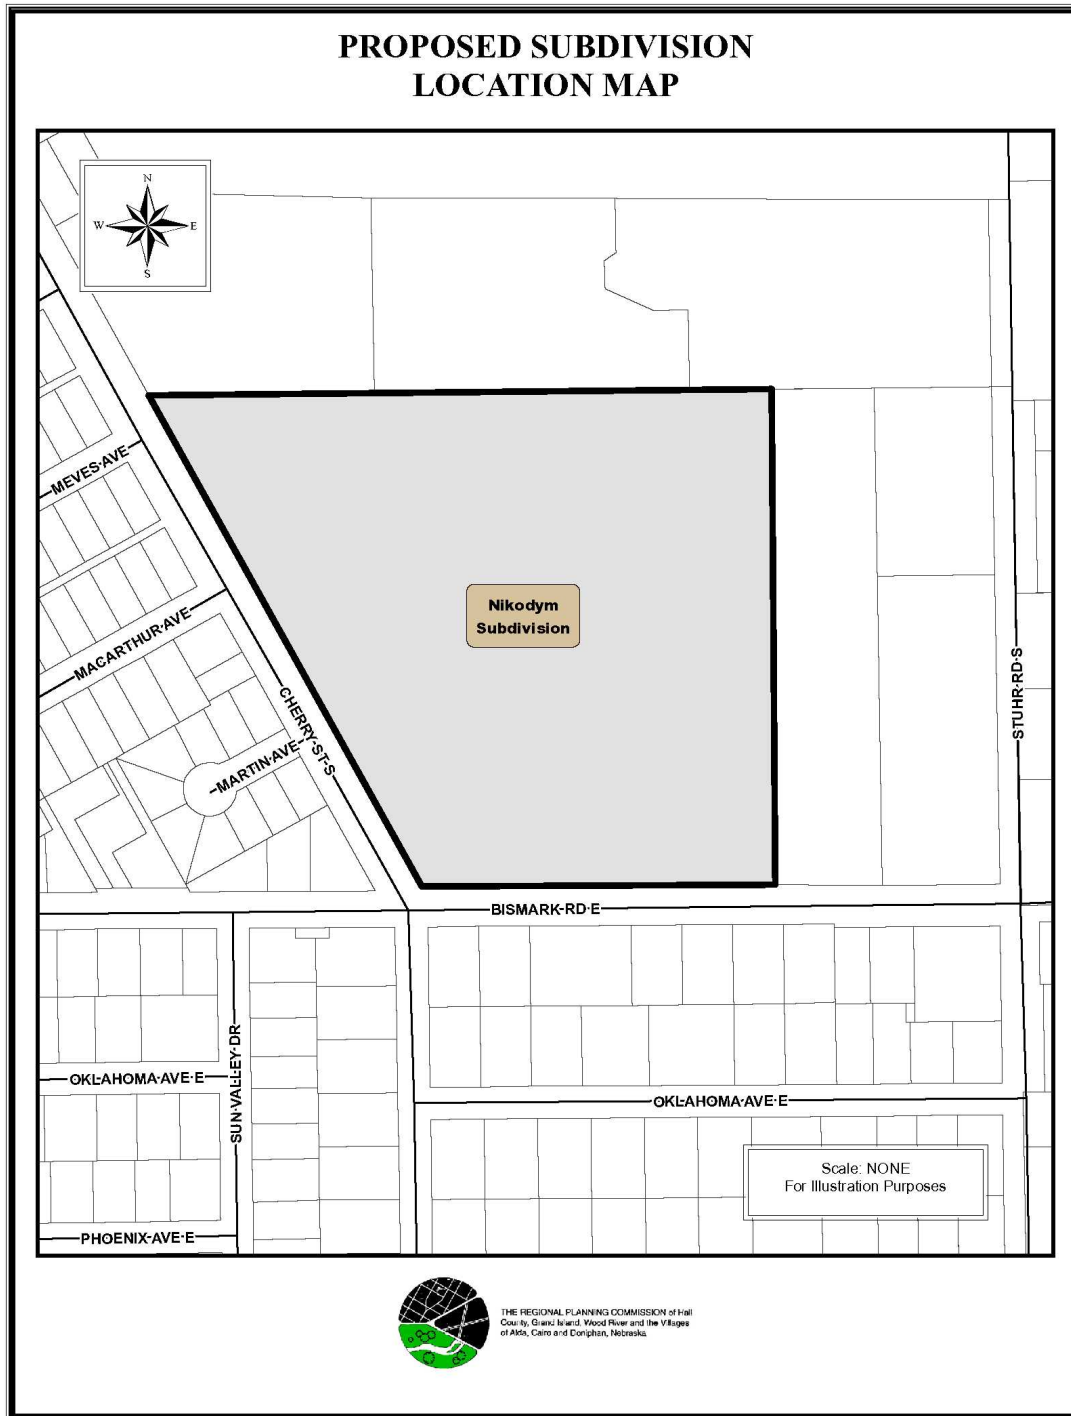 PROPOSED SUBDIVISION
LOCATION MAP
N
W E
S
MEVES AVE
MACARTHUR AVE
MARTIN AVE
CHERRY ST S
Nikodym
Subdivision
STUHR RD S
BISMARK RD E
SUN VALLEY DR
OKLAHOMA AVE E
OKLAHOMA AVE E
PHOENIX AVE E
Scale: NONE
For Illustration Purposes
THE REGIONAL PLANNING COMMISSION of Hall
County, Grand Island, Wood River and the Villages
of Alda, Cairo and Doniphan, Nebraska